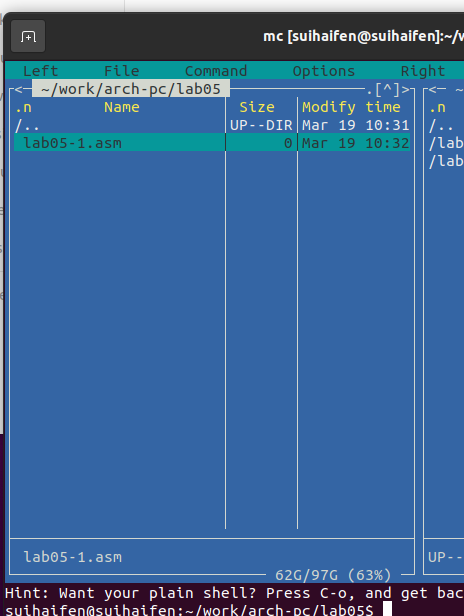 mc [suihaifen@suihaifen]:~/v
Left File Command Options Right
<─ ~/work/arch-pc/lab05 .[^]> <─ ~
.n Name Size Modify time .n
/.. UP--DIR Mar 19 10:31 /..
lab05-1.asm 0 Mar 19 10:32 /lab
/lab
lab05-1.asm UP--
62G/97G (63%)
Hint: Want your plain shell? Press C-o, and get bac
suihaifen@suihaifen:~/work/arch-pc/lab05$